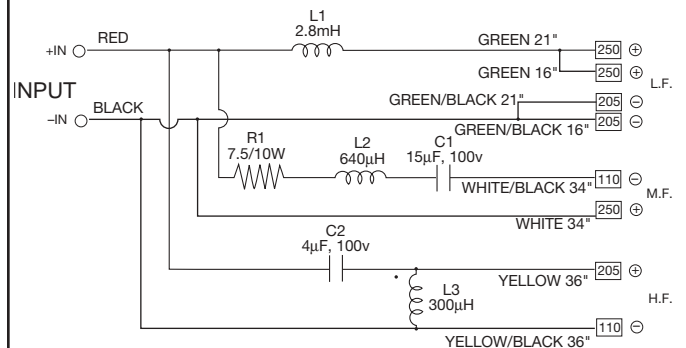 L1
2.8mH
+IN
RED
GREEN 21"
250 ⊕
GREEN 16"
250 ⊕
L.F.
INPUT
GREEN/BLACK 21"
205 ⊖
-IN
BLACK
GREEN/BLACK 16"
205 ⊖
R1
7.5/10W
L2
640µH
C1
15µF, 100v
WHITE/BLACK 34"
110 ⊖
M.F.
WHITE 34"
250 ⊕
C2
4µF, 100v
YELLOW 36"
205 ⊕
L3
300µH
H.F.
YELLOW/BLACK 36"
110 ⊖